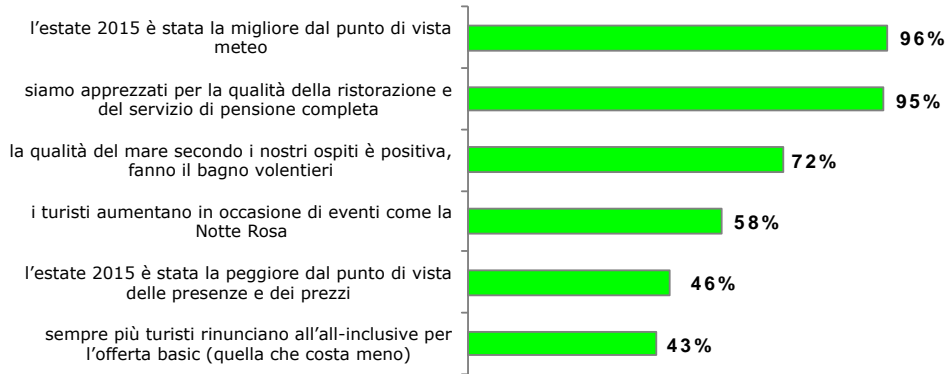 l'estate 2015 è stata la migliore dal punto di vista
meteo
96%
siamo apprezzati per la qualità della ristorazione e
del servizio di pensione completa
95%
la qualità del mare secondo i nostri ospiti è positiva,
fanno il bagno volentieri
72%
i turisti aumentano in occasione di eventi come la
Notte Rosa
58%
l'estate 2015 è stata la peggiore dal punto di vista
delle presenze e dei prezzi
46%
sempre più turisti rinunciano all'all-inclusive per
l'offerta basic (quella che costa meno)
43%